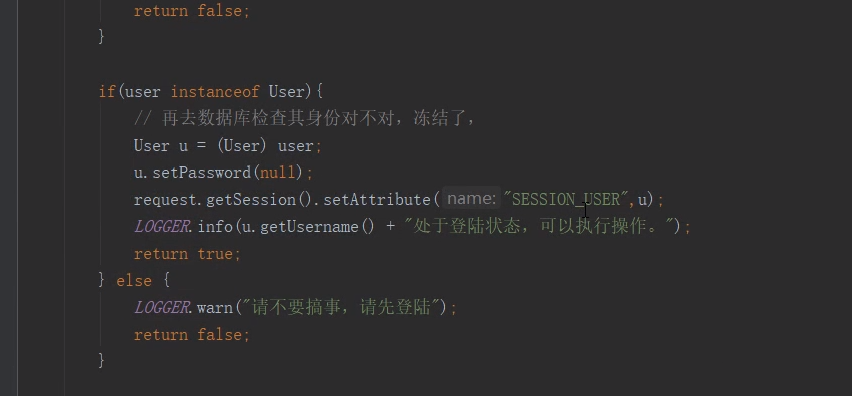 return false;
}
if(user instanceof User){
// 再去数据库检查其身份对不对，冻结了，
User u = (User) user;
u.setPassword(null);
request.getSession().setAttribute( name: "SESSION_USER",u);
LOGGER.info(u.getUsername() + "处于登陆状态，可以执行操作。");
return true;
} else {
LOGGER.warn("请不要搞事，请先登陆");
return false;
}